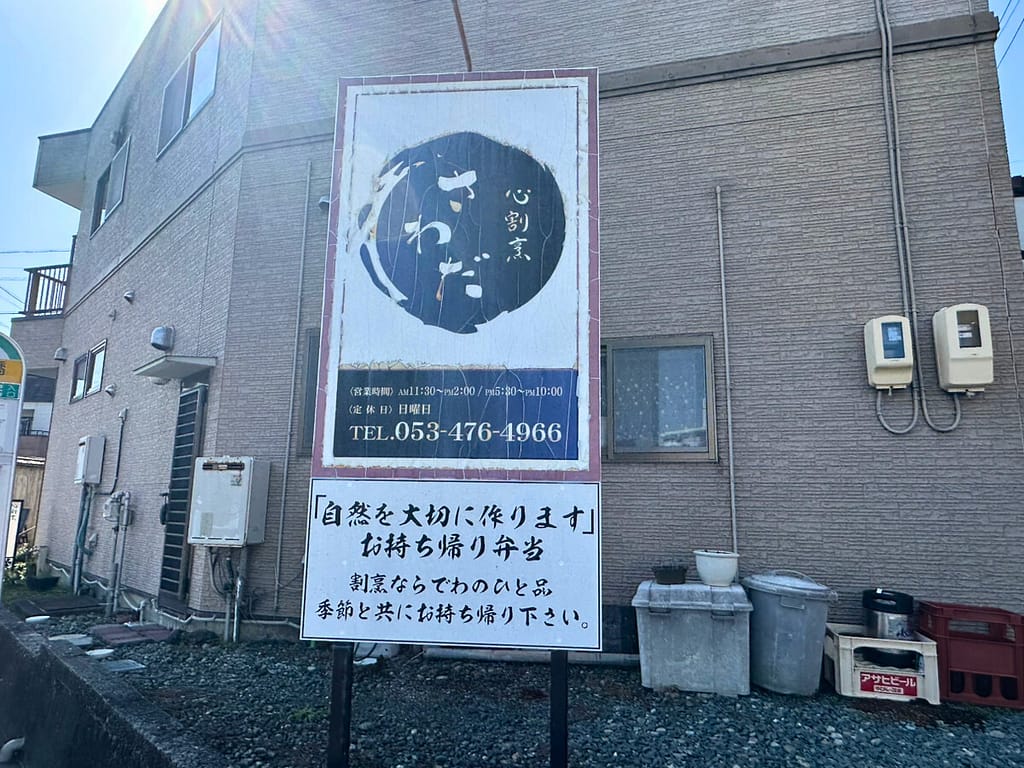 心割烹
さわだ
〈営業時間〉AM11:30~PM2:00 / PM5:30~PM10:00
〈定 休 日〉日曜日
TEL.053-476-4966
「自然を大切に作ります」
お持ち帰り弁当
割烹ならでわのひと品
季節と共にお持ち帰り下さい。
アサヒビール